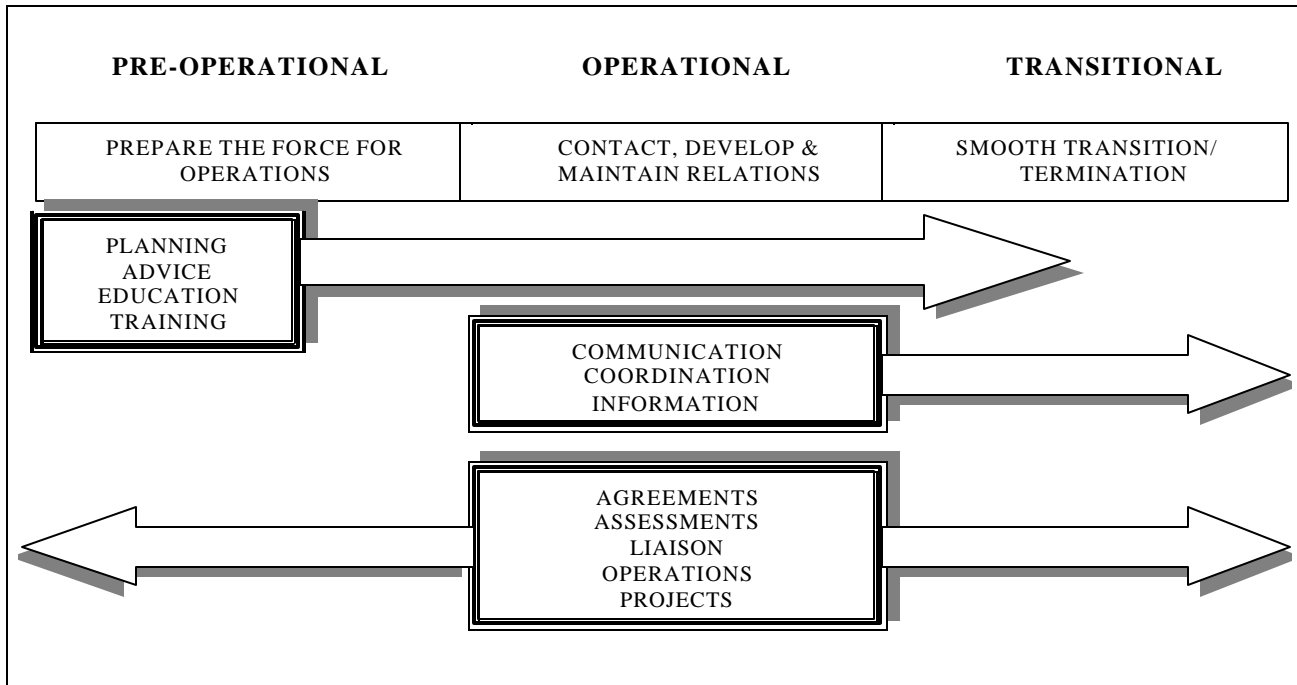 PRE-OPERATIONAL
OPERATIONAL
TRANSITIONAL
PREPARE THE FORCE FOR
OPERATIONS
CONTACT, DEVELOP &
MAINTAIN RELATIONS
SMOOTH TRANSITION/
TERMINATION
PLANNING
ADVICE
EDUCATION
TRAINING
COMMUNICATION
COORDINATION
INFORMATION
AGREEMENTS
ASSESSMENTS
LIAISON
OPERATIONS
PROJECTS